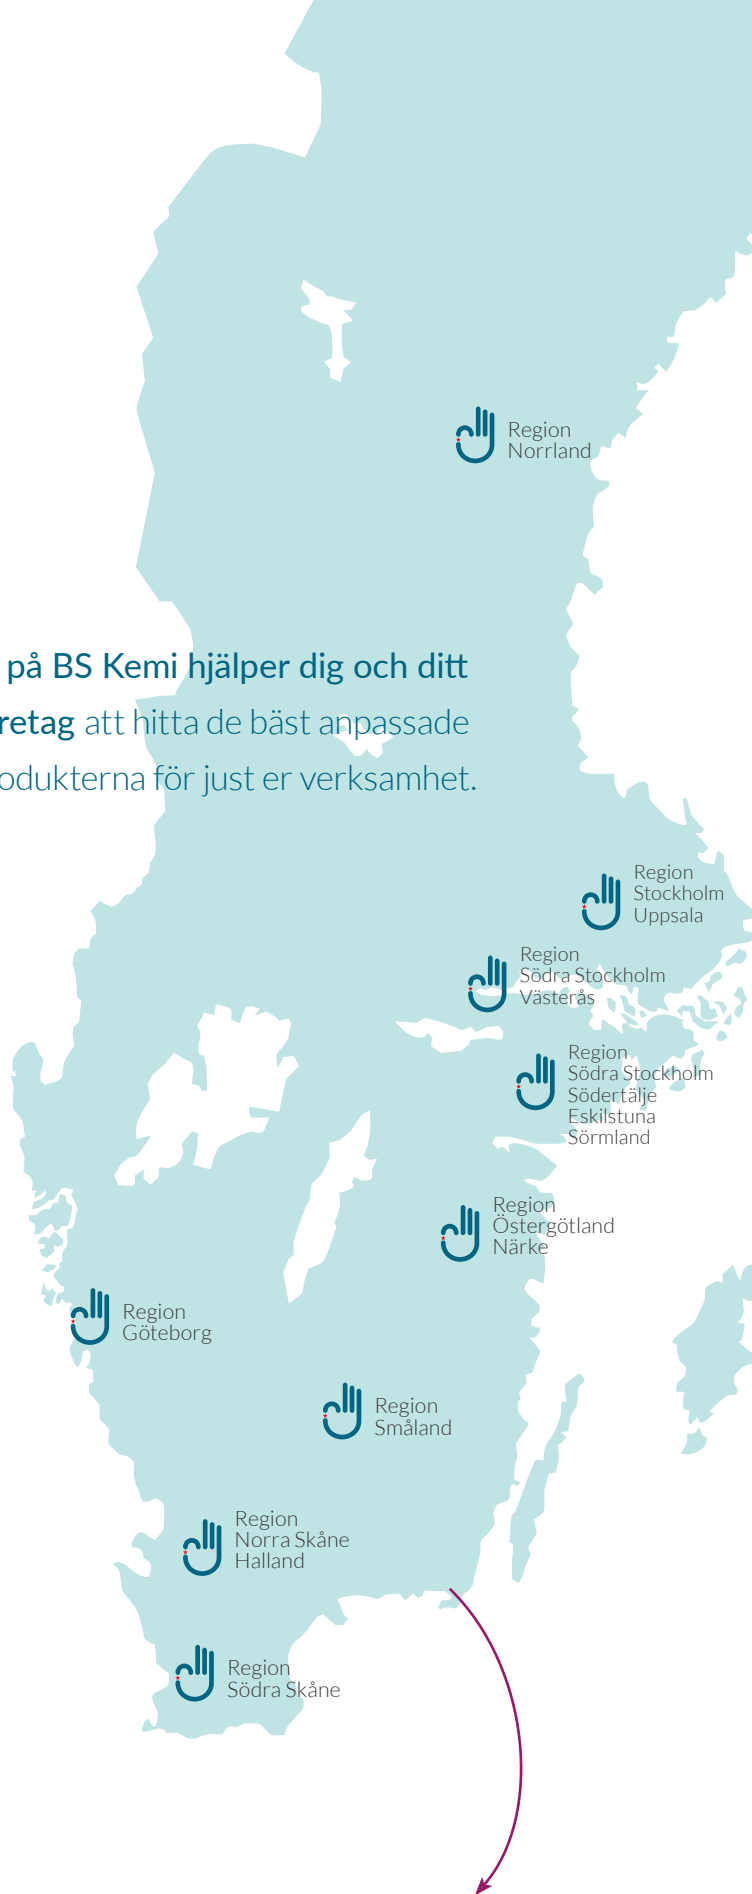 Region
Norrland
på BS Kemi hjälper dig och ditt
retag att hitta de bäst anpassade
odukterna för just er verksamhet.
Region
Stockholm
Uppsala
Region
Södra Stockholm
Västerås
Region
Södra Stockholm
Södertälje
Eskilstuna
Sörmland
Region
Östergötland
Närke
Region
Göteborg
Region
Småland
Region
Norra Skåne
Halland
Region
Södra Skåne